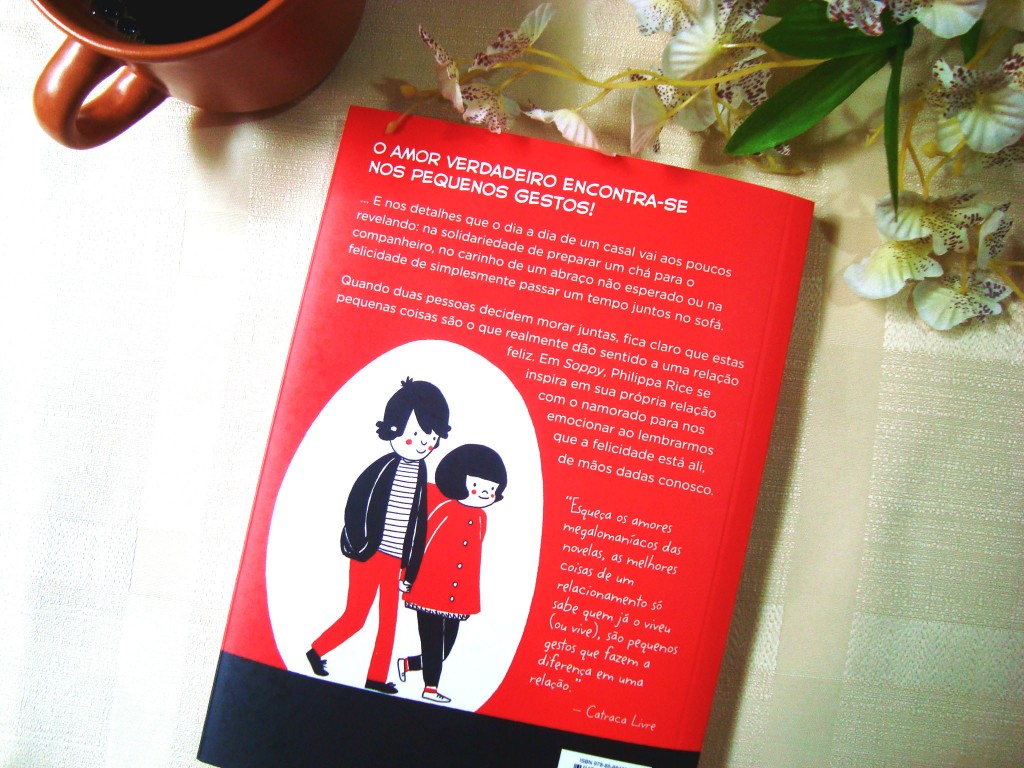 O AMOR VERDADEIRO ENCONTRA-SE
NOS PEQUENOS GESTOS!
... E nos detalhes que o dia a dia de um casal vai aos poucos
revelando: na solidariedade de preparar um chá para o
companheiro, no carinho de um abraço não esperado ou na
felicidade de simplesmente passar um tempo juntos no sofá.
Quando duas pessoas decidem morar juntas, fica claro que estas
pequenas coisas são o que realmente dão sentido a uma relação
feliz. Em Soppy, Philippa Rice se
inspira em sua própria relação
com o namorado para nos
emocionar ao lembrarmos
que a felicidade está ali,
de mãos dadas conosco.
"Esqueça os amores
megalomaníacos das
novelas, as melhores
coisas de um
relacionamento só
sabe quem já o viveu
(ou vive), são pequenos
gestos que fazem a
diferença em uma
relação."
— Catraca Livre
ISBN